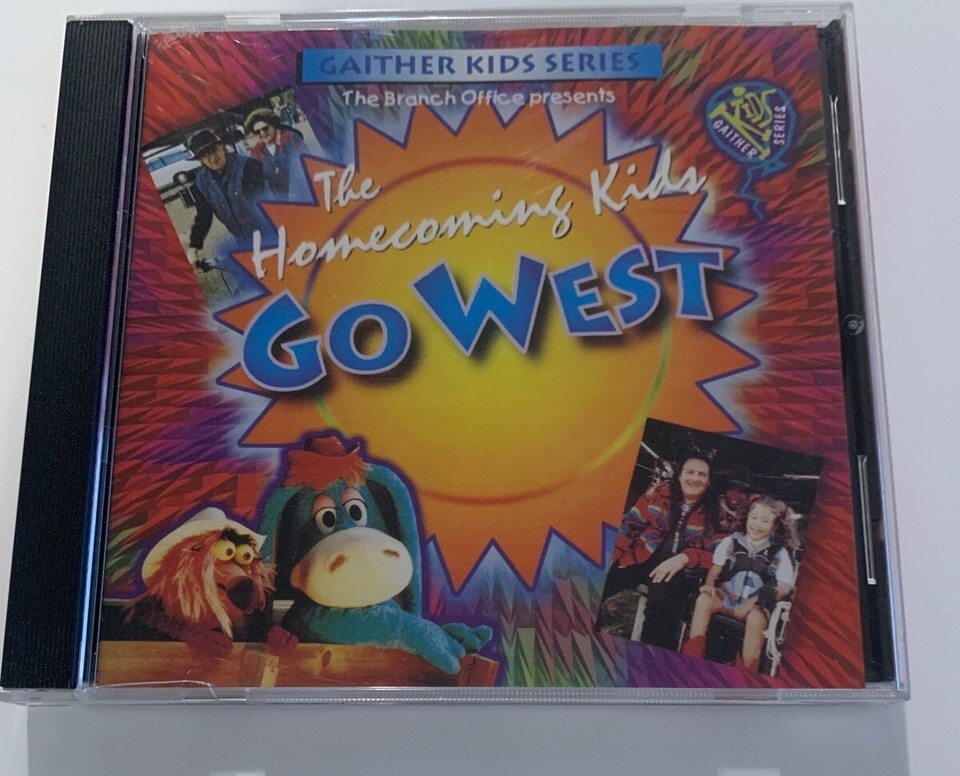 GAITHER KIDS SERIES
The Branch Office presents
KIDS
GAITHER SERIES
The
Homecoming Kids
GO WEST